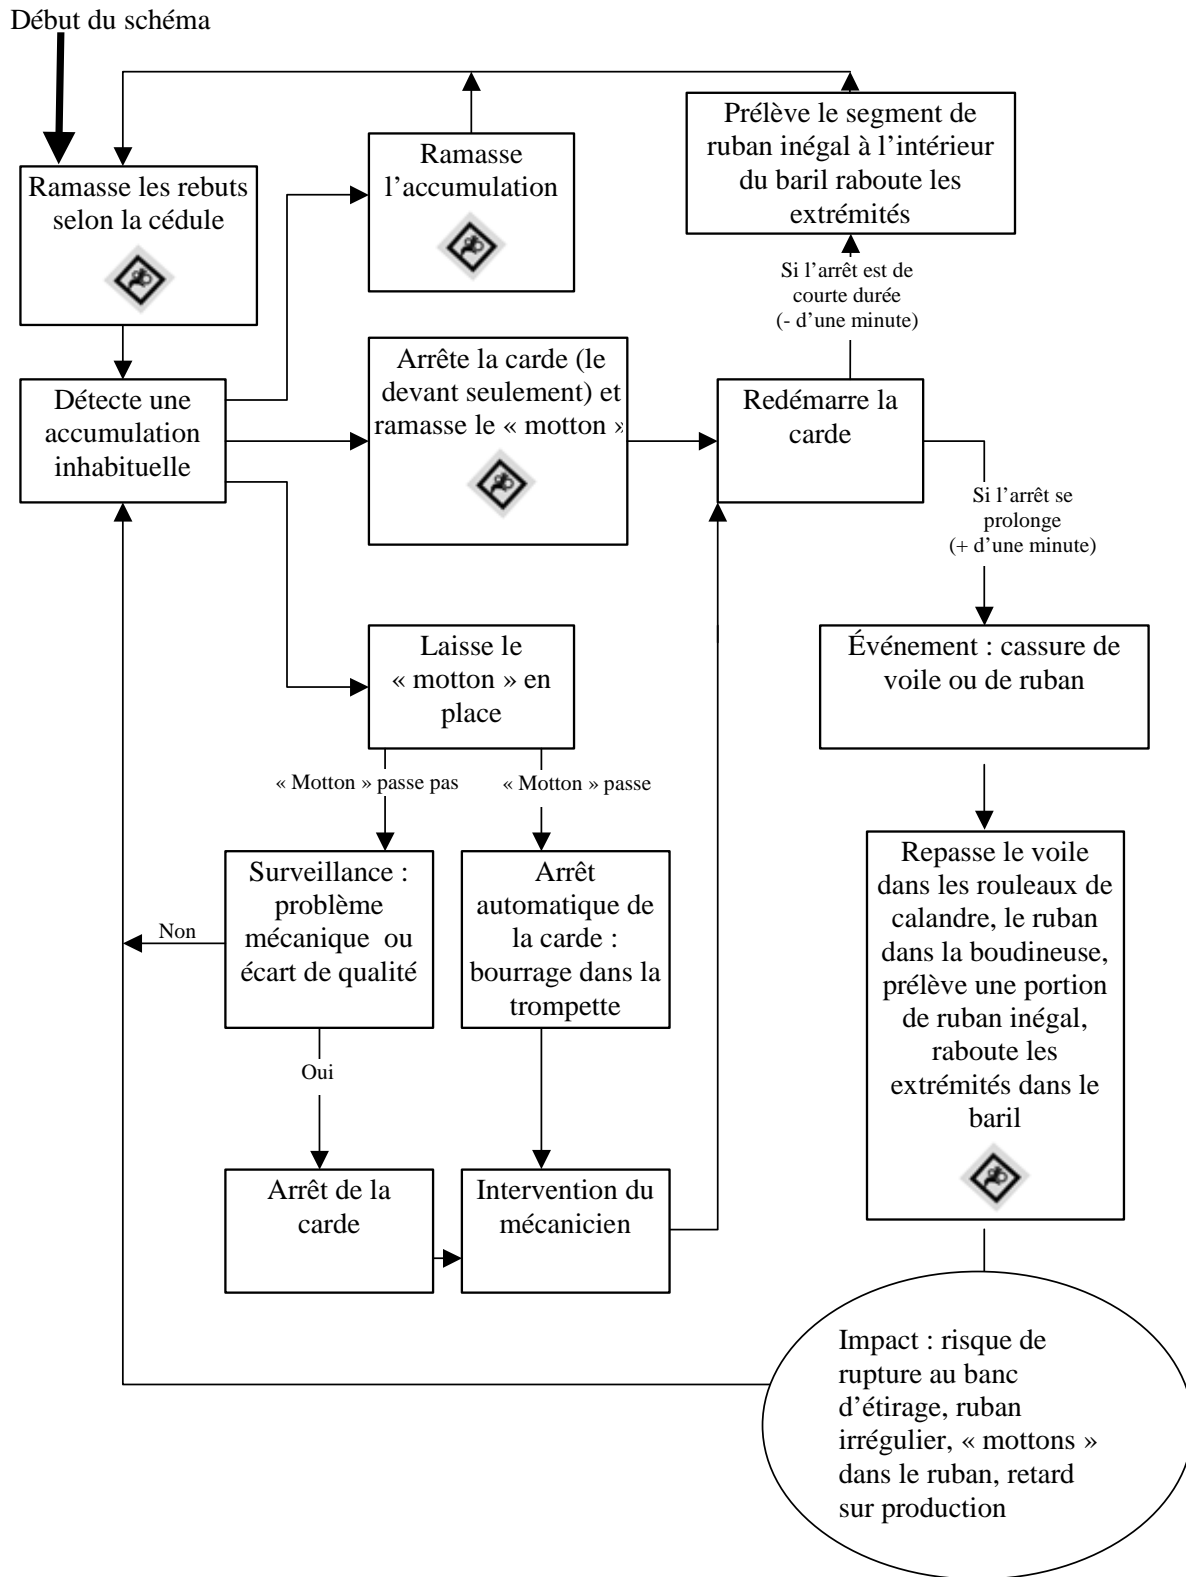 Début du schéma
Ramasse les rebuts
selon la cédule
Ramasse
l’accumulation
Prélève le segment de
ruban inégal à l’intérieur
du baril raboute les
extrémités
Si l’arrêt est de
courte durée
(- d’une minute)
Détecte une
accumulation
inhabituelle
Arrête la carde (le
devant seulement) et
ramasse le « motton »
Redémarre la
carde
Si l’arrêt se
prolonge
(+ d’une minute)
Laisse le
« motton » en
place
Événement : cassure de
voile ou de ruban
« Motton » passe pas
« Motton » passe
Surveillance :
problème
mécanique ou
écart de qualité
Non
Oui
Arrêt
automatique de
la carde :
bourrage dans la
trompette
Repasse le voile
dans les rouleaux de
calandre, le ruban
dans la boudineuse,
prélève une portion
de ruban inégal,
raboute les
extrémités dans le
baril
Arrêt de la
carde
Intervention du
mécanicien
Impact : risque de
rupture au banc
d’étirage, ruban
irrégulier, « mottons »
dans le ruban, retard
sur production